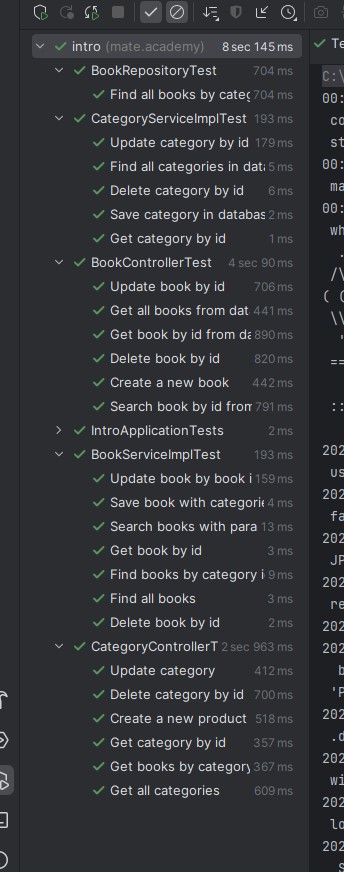 intro (mate.academy) 8 sec 145 ms
Te
BookRepositoryTest 704 ms
Find all books by categ 704 ms
CategoryServiceImplTest 193 ms
Update category by id 179 ms
Find all categories in data 5 ms
Delete category by id 6 ms
Save category in databas 2 ms
Get category by id 1 ms
BookControllerTest 4 sec 90 ms
Update book by id 706 ms
Get all books from dat 441 ms
Get book by id from da 890 ms
Delete book by id 820 ms
Create a new book 442 ms
Search book by id from 791 ms
IntroApplicationTests 2 ms
BookServiceImplTest 193 ms
Update book by book i 159 ms
Save book with categorie 4 ms
Search books with para 13 ms
Get book by id 3 ms
Find books by category i 9 ms
Find all books 3 ms
Delete book by id 2 ms
CategoryControllerT 2 sec 963 ms
Update category 412 ms
Delete category by id 700 ms
Create a new product 518 ms
Get category by id 357 ms
Get books by category 367 ms
Get all categories 609 ms
C:\
00:
co
st
00:
ma
00:
wh
.
/\
( (
\\
'
==
::
202
us
202
fa
202
JP
202
re
202
202
b
'P
202
.d
202
wi
202
lo
202
S